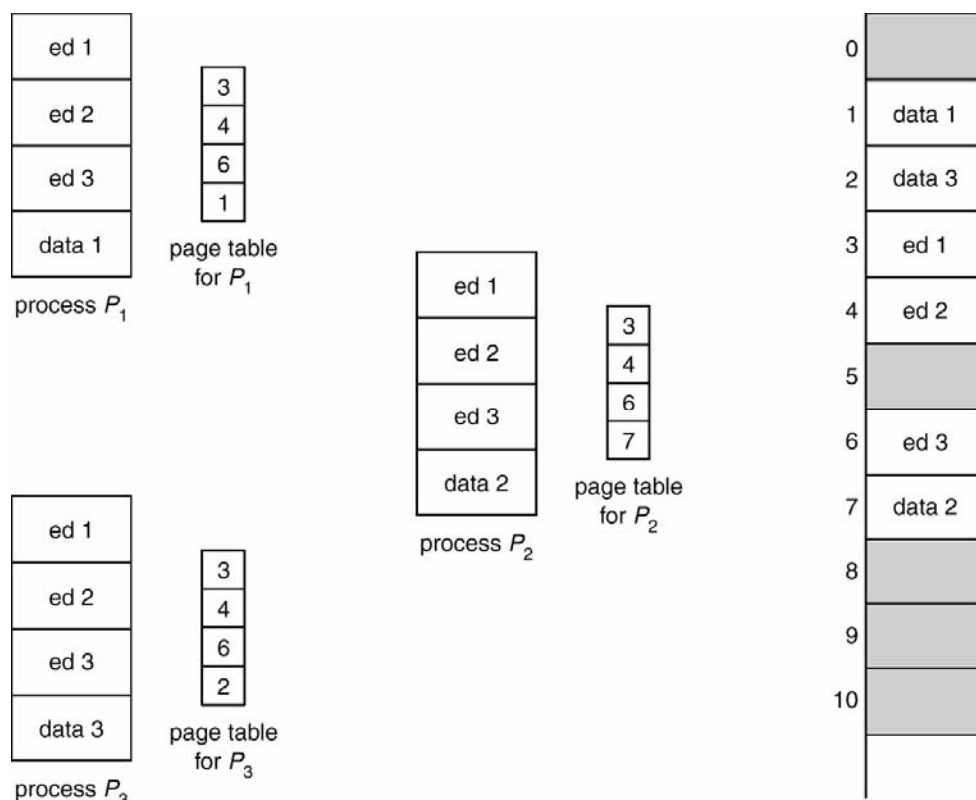 ed 1
ed 2
ed 3
data 1
process P1
3
4
6
1
page table
for P1
ed 1
ed 2
ed 3
data 2
process P2
3
4
6
7
page table
for P2
ed 1
ed 2
ed 3
data 3
process P3
3
4
6
2
page table
for P3
0
1 data 1
2 data 3
3 ed 1
4 ed 2
5
6 ed 3
7 data 2
8
9
10